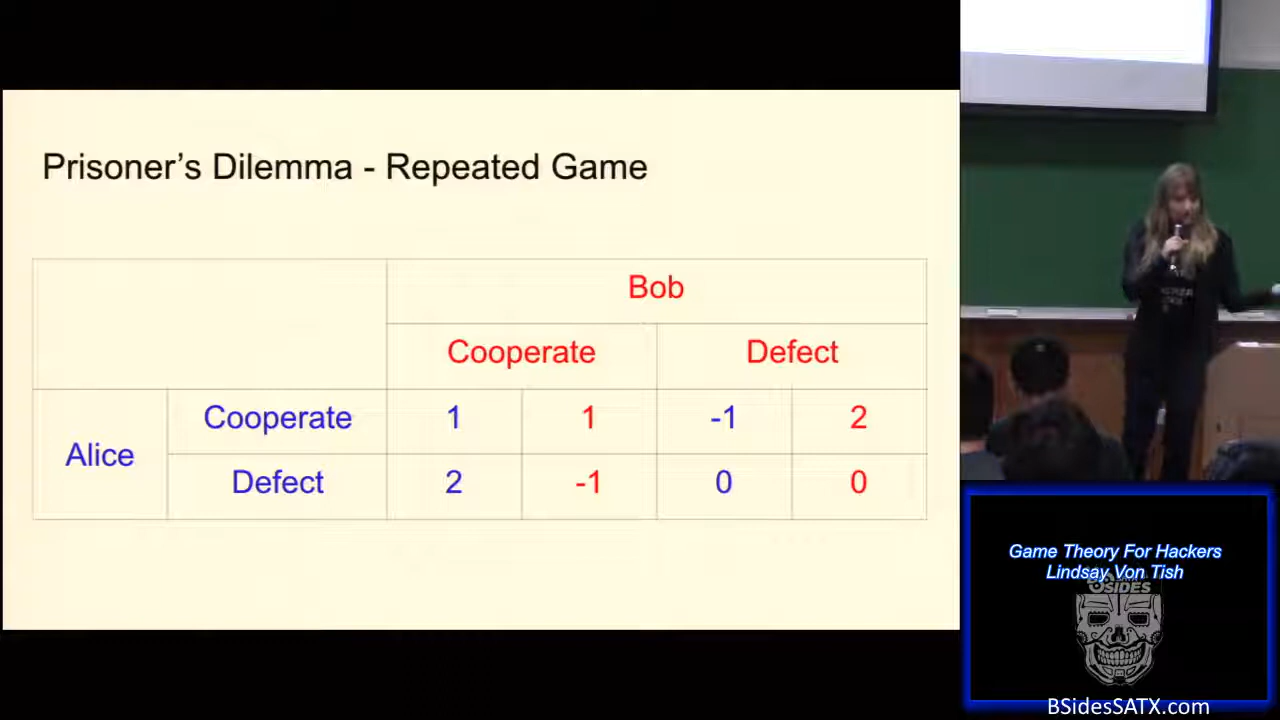 Prisoner's Dilemma - Repeated Game
Bob
Cooperate Defect
Alice
Cooperate 1 1 -1 2
Defect 2 -1 0 0
Game Theory For Hackers
Lindsay Von Tish
BSIDES
BSidesSATX.com